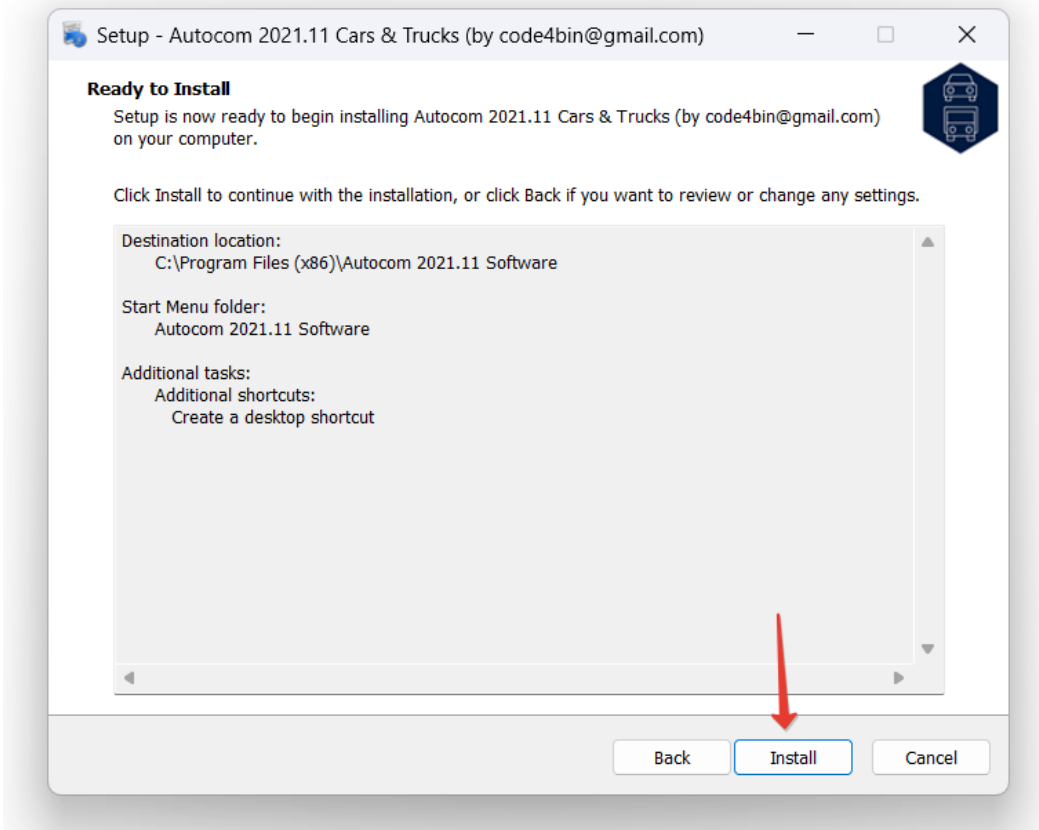 Setup - Autocom 2021.11 Cars & Trucks (by code4bin@gmail.com)
Ready to Install
Setup is now ready to begin installing Autocom 2021.11 Cars & Trucks (by code4bin@gmail.com)
on your computer.
Click Install to continue with the installation, or click Back if you want to review or change any settings.
Destination location:
C:\Program Files (x86)\Autocom 2021.11 Software
Start Menu folder:
Autocom 2021.11 Software
Additional tasks:
Additional shortcuts:
Create a desktop shortcut
Back
Install
Cancel